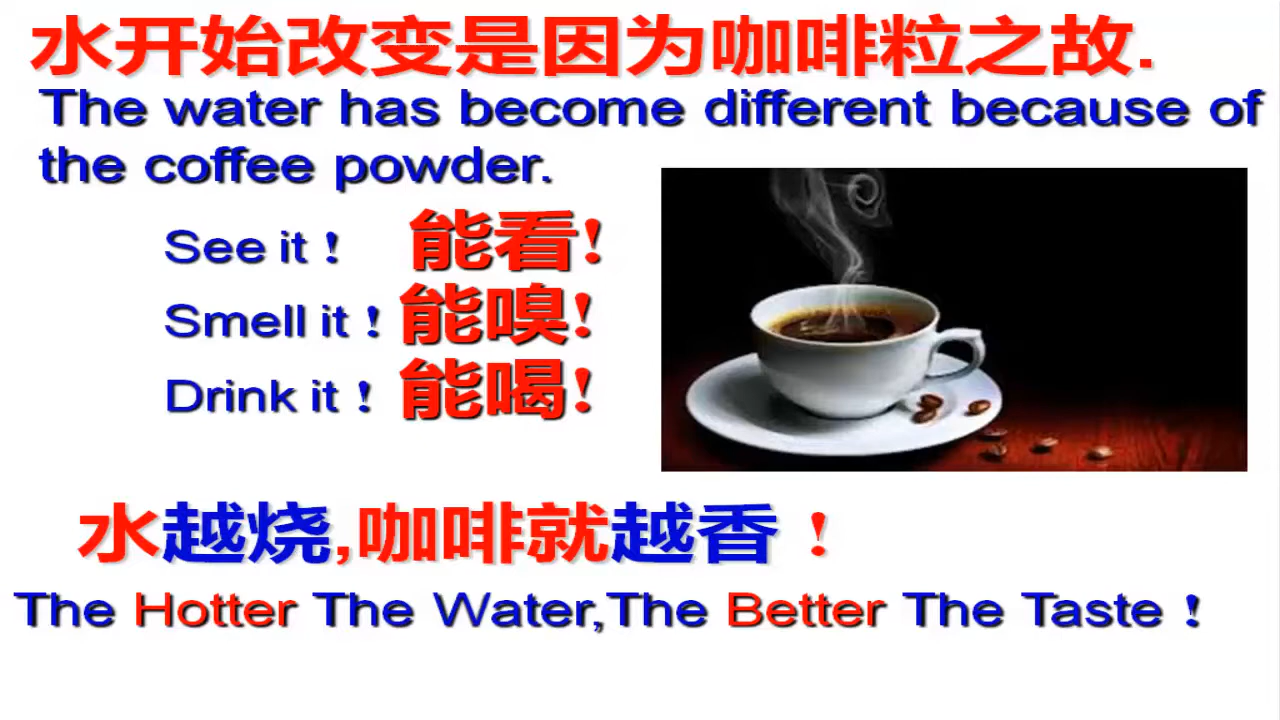 水开始改变是因为咖啡粒之故.
The water has become different because of
the coffee powder.
See it！ 能看!
Smell it！ 能嗅!
Drink it！ 能喝!
水越烧,咖啡就越香！
The Hotter The Water,The Better The Taste！